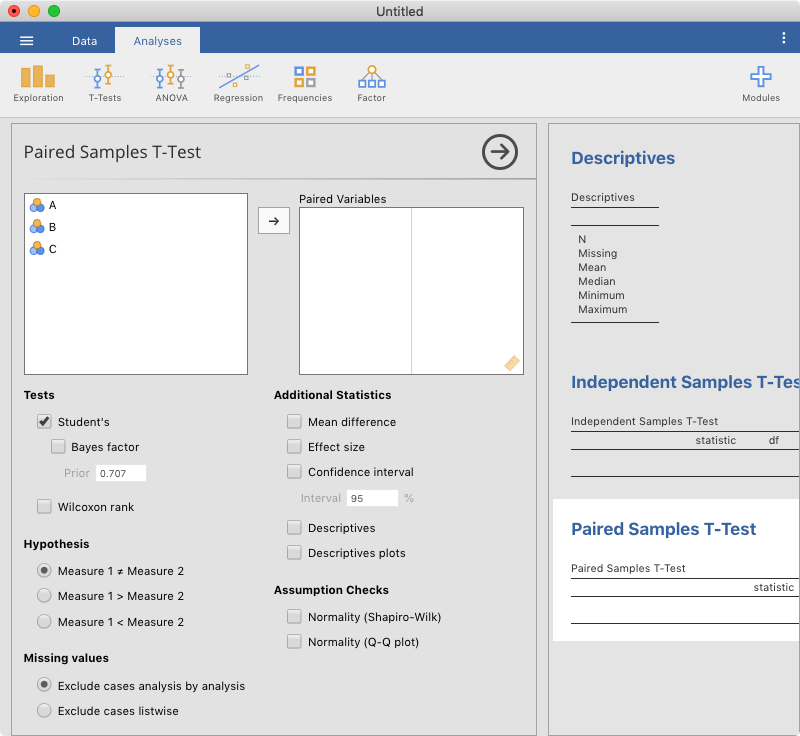 Untitled
Data
Analyses
Exploration
T-Tests
ANOVA
Regression
Frequencies
Factor
Modules
Paired Samples T-Test
A
B
C
Paired Variables
Tests
Student's
Bayes factor
Prior 0.707
Wilcoxon rank
Hypothesis
Measure 1 ≠ Measure 2
Measure 1 > Measure 2
Measure 1 < Measure 2
Missing values
Exclude cases analysis by analysis
Exclude cases listwise
Additional Statistics
Mean difference
Effect size
Confidence interval
Interval 95 %
Descriptives
Descriptives plots
Assumption Checks
Normality (Shapiro-Wilk)
Normality (Q-Q plot)
Descriptives
Descriptives
N
Missing
Mean
Median
Minimum
Maximum
Independent Samples T-Tes
Independent Samples T-Test
statistic df
Paired Samples T-Test
Paired Samples T-Test
statistic